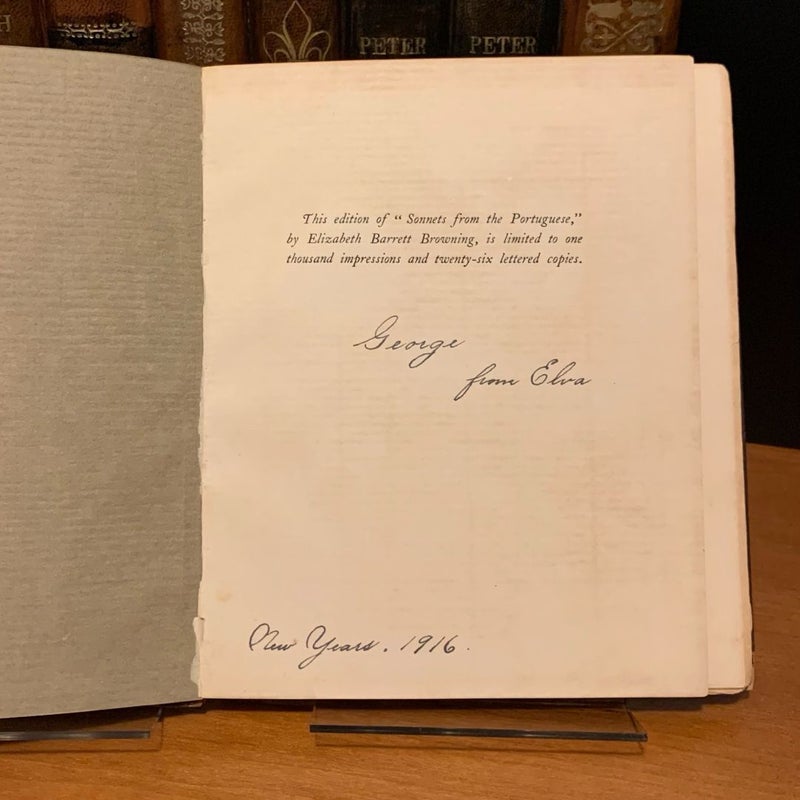 H
PETER
PETER
This edition of “ Sonnets from the Portuguese,”
by Elizabeth Barrett Browning, is limited to one
thousand impressions and twenty-six lettered copies.
George
from Elva
New Years. 1916.